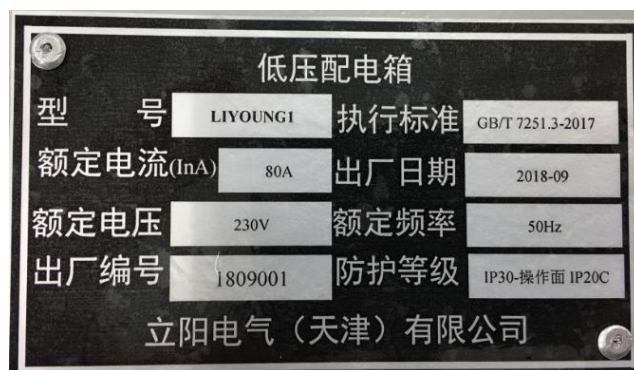 低压配电箱
型 号 LIYOUNG1 执行标准 GB/T 7251.3-2017
额定电流(InA) 80A 出厂日期 2018-09
额定电压 230V 额定频率 50Hz
出厂编号 1809001 防护等级 IP30-操作面 IP20C
立阳电气（天津）有限公司